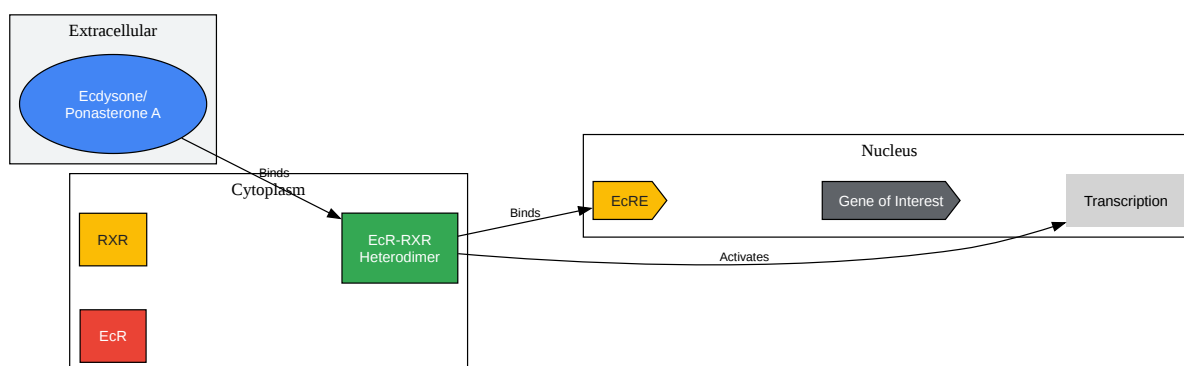 Extracellular
Ecdysone/
Ponasterone A
Binds
Cytoplasm
RXR
EcR-RXR
Heterodimer
EcR
Binds
Activates
Nucleus
EcRE
Gene of Interest
Transcription